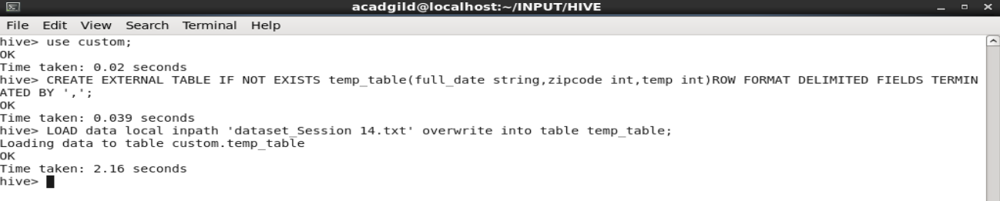 acadgild@localhost:~/INPUT/HIVE
File Edit View Search Terminal Help
hive> use custom;
OK
Time taken: 0.02 seconds
hive> CREATE EXTERNAL TABLE IF NOT EXISTS temp_table(full_date string,zipcode int,temp int)ROW FORMAT DELIMITED FIELDS TERMIN
ATED BY ',';
OK
Time taken: 0.039 seconds
hive> LOAD data local inpath 'dataset_Session 14.txt' overwrite into table temp_table;
Loading data to table custom.temp_table
OK
Time taken: 2.16 seconds
hive>